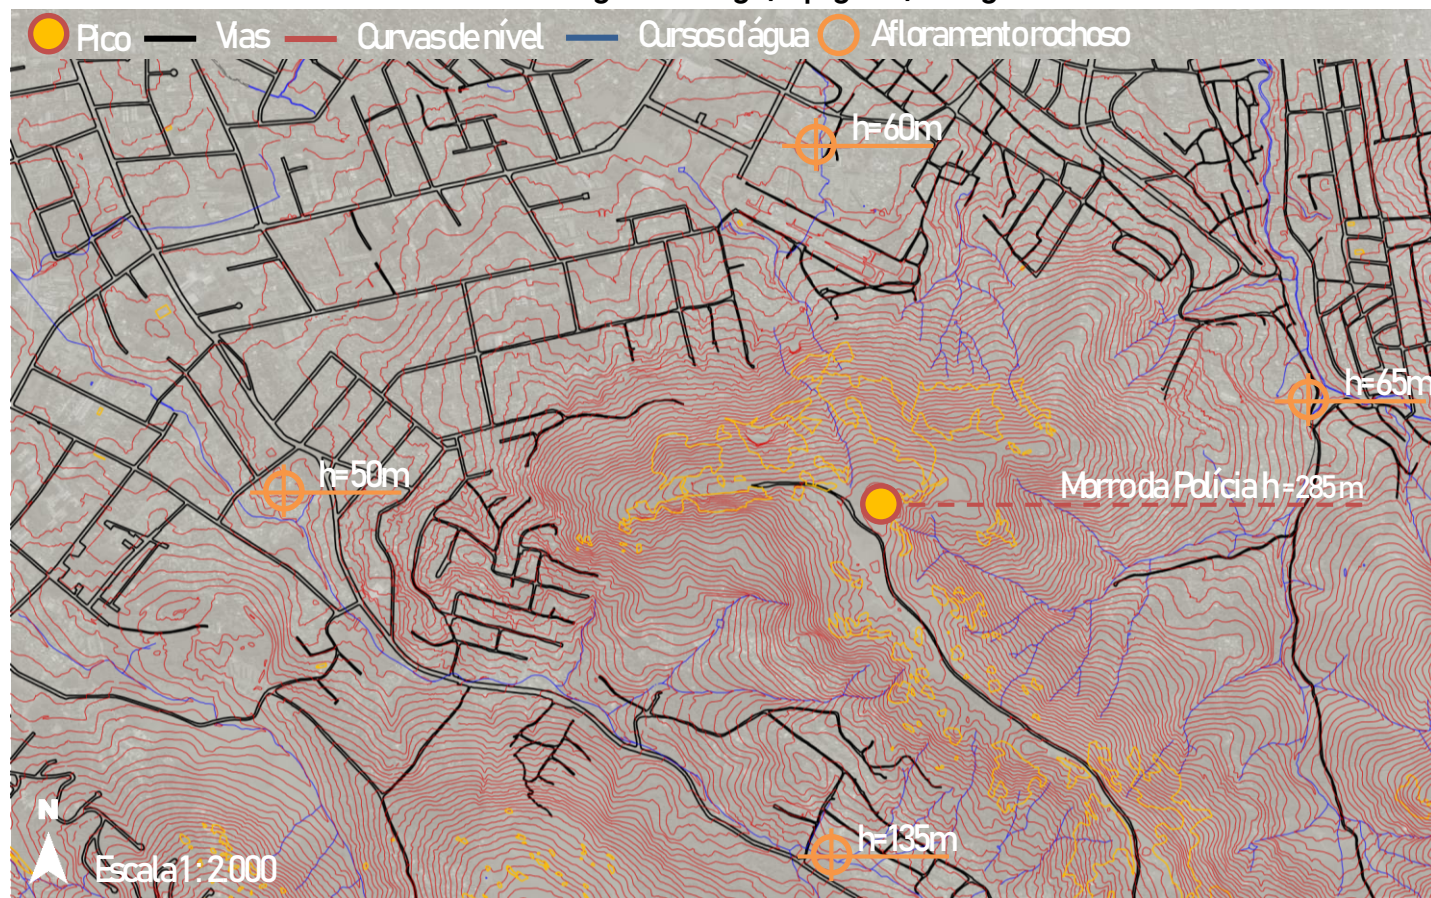 Pico Vias Curvas de nível Cursos d'água Afloramento rochoso
h=60m
h=65m
h=50m
Morro da Polícia h=285m
h=135m
N
Escala 1:2.000